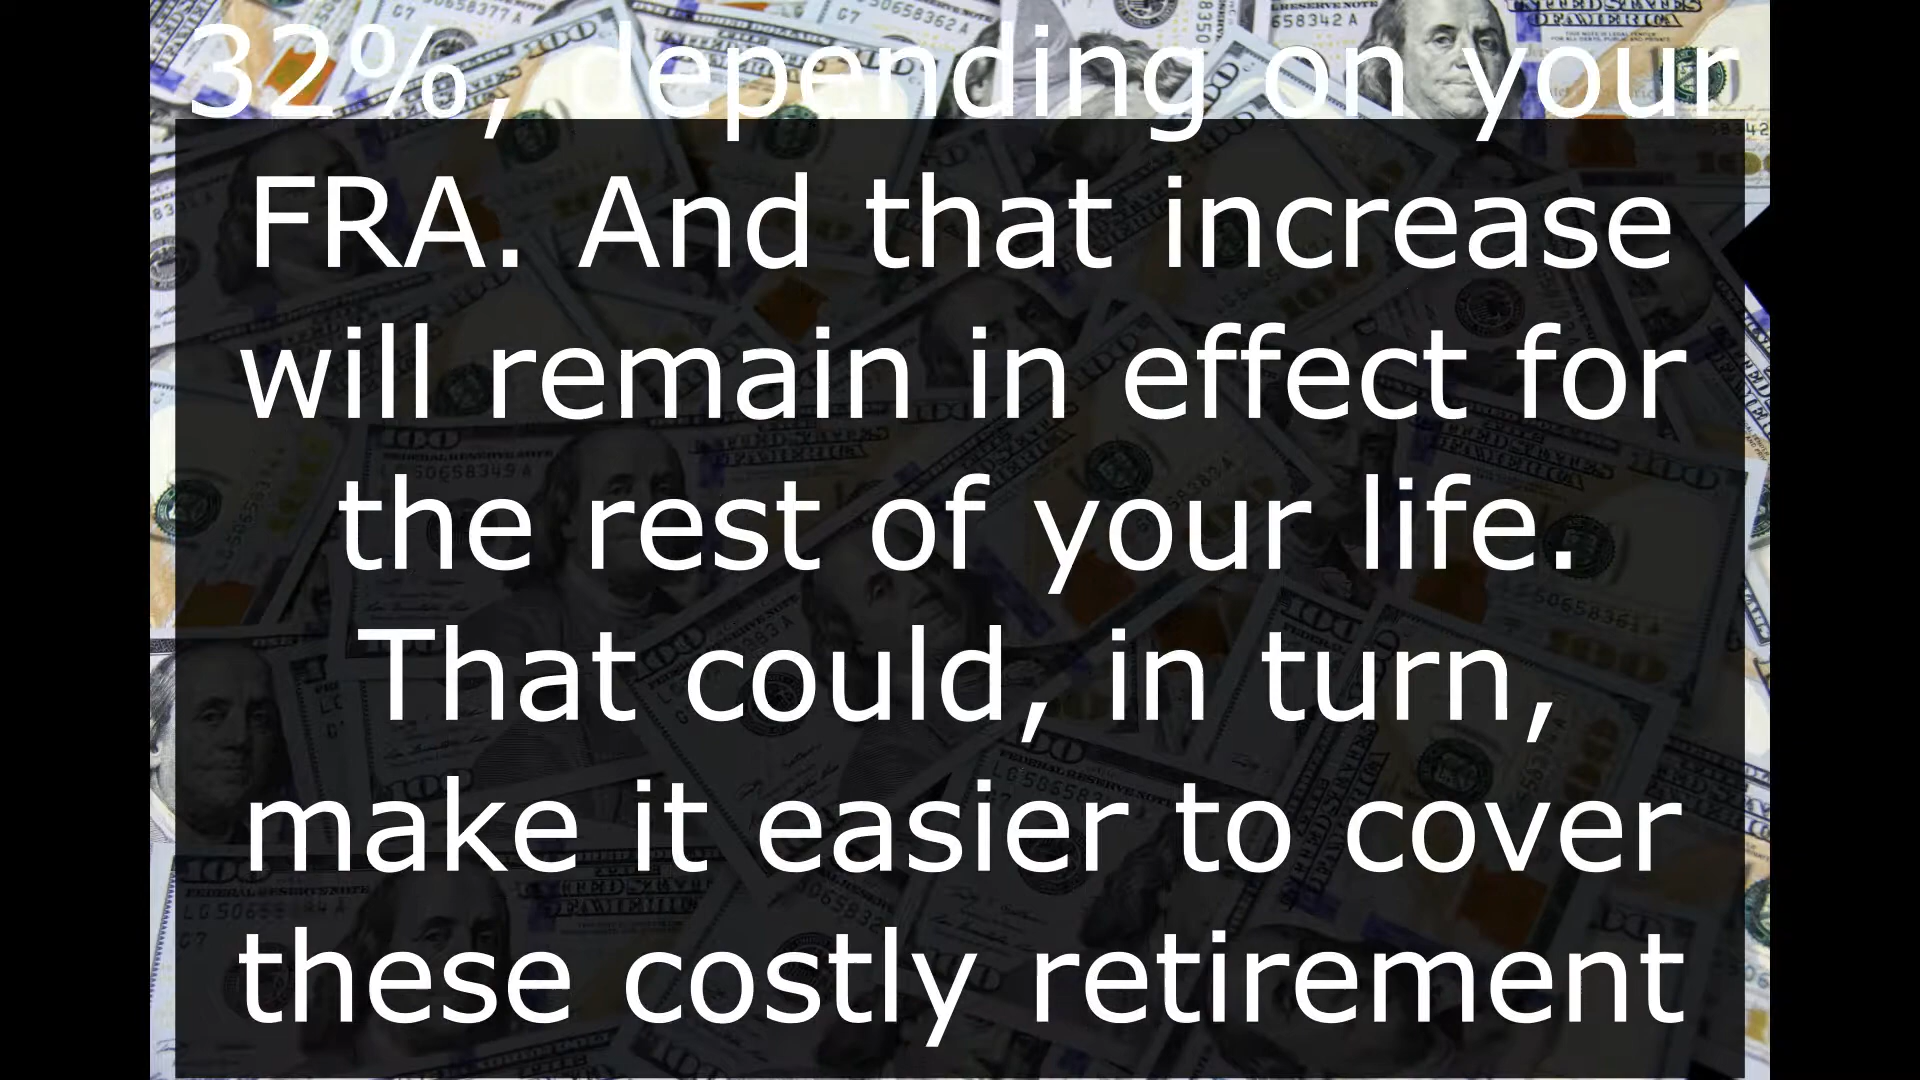 32%, depending on your
FRA. And that increase
will remain in effect for
the rest of your life.
That could, in turn,
make it easier to cover
these costly retirement